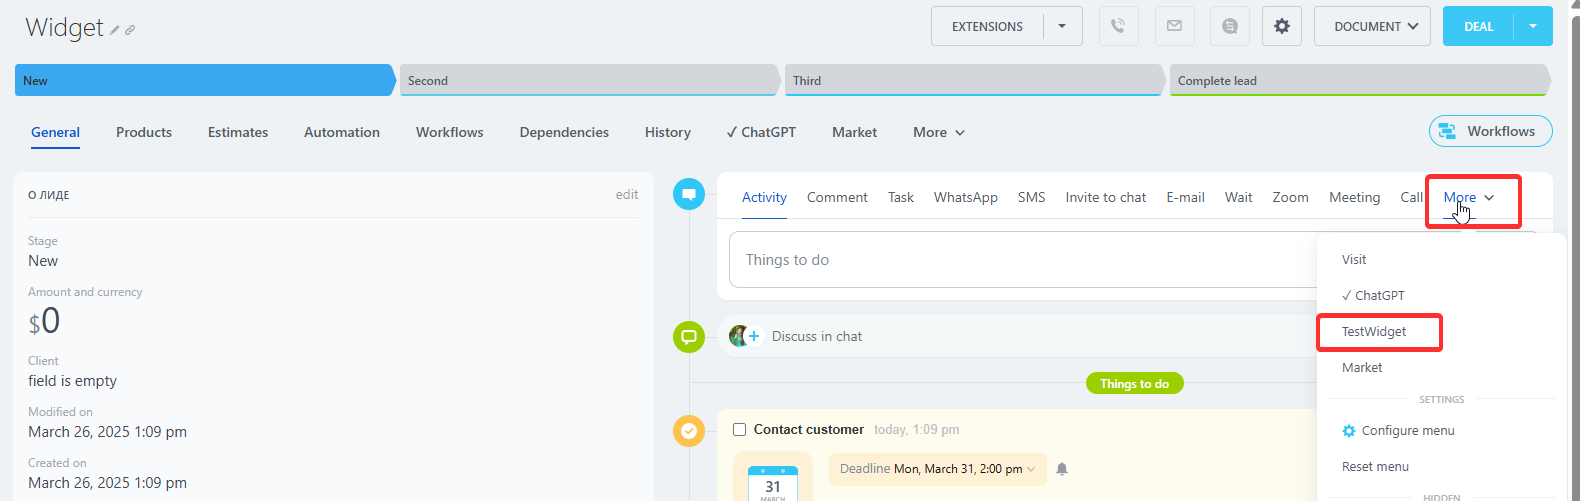 Widget
EXTENSIONS
DOCUMENT
DEAL
New
Second
Third
Complete lead
General Products Estimates Automation Workflows Dependencies History ✓ ChatGPT Market More
Workflows
О ЛИДЕ
edit
Stage
New
Amount and currency
$0
Client
field is empty
Modified on
March 26, 2025 1:09 pm
Created on
March 26, 2025 1:09 pm
Activity Comment Task WhatsApp SMS Invite to chat E-mail Wait Zoom Meeting Call More
Things to do
Discuss in chat
Things to do
Contact customer today, 1:09 pm
31
MARCH
Deadline Mon, March 31, 2:00 pm
Visit
✓ ChatGPT
TestWidget
Market
SETTINGS
Configure menu
Reset menu
HIDDEN